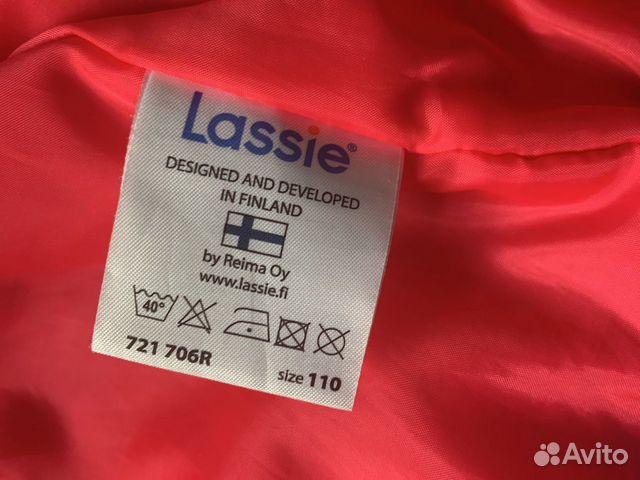 Lassie®
DESIGNED AND DEVELOPED
IN FINLAND
by Reima Oy
www.lassie.fi
40°
721 706R size 110
Avito